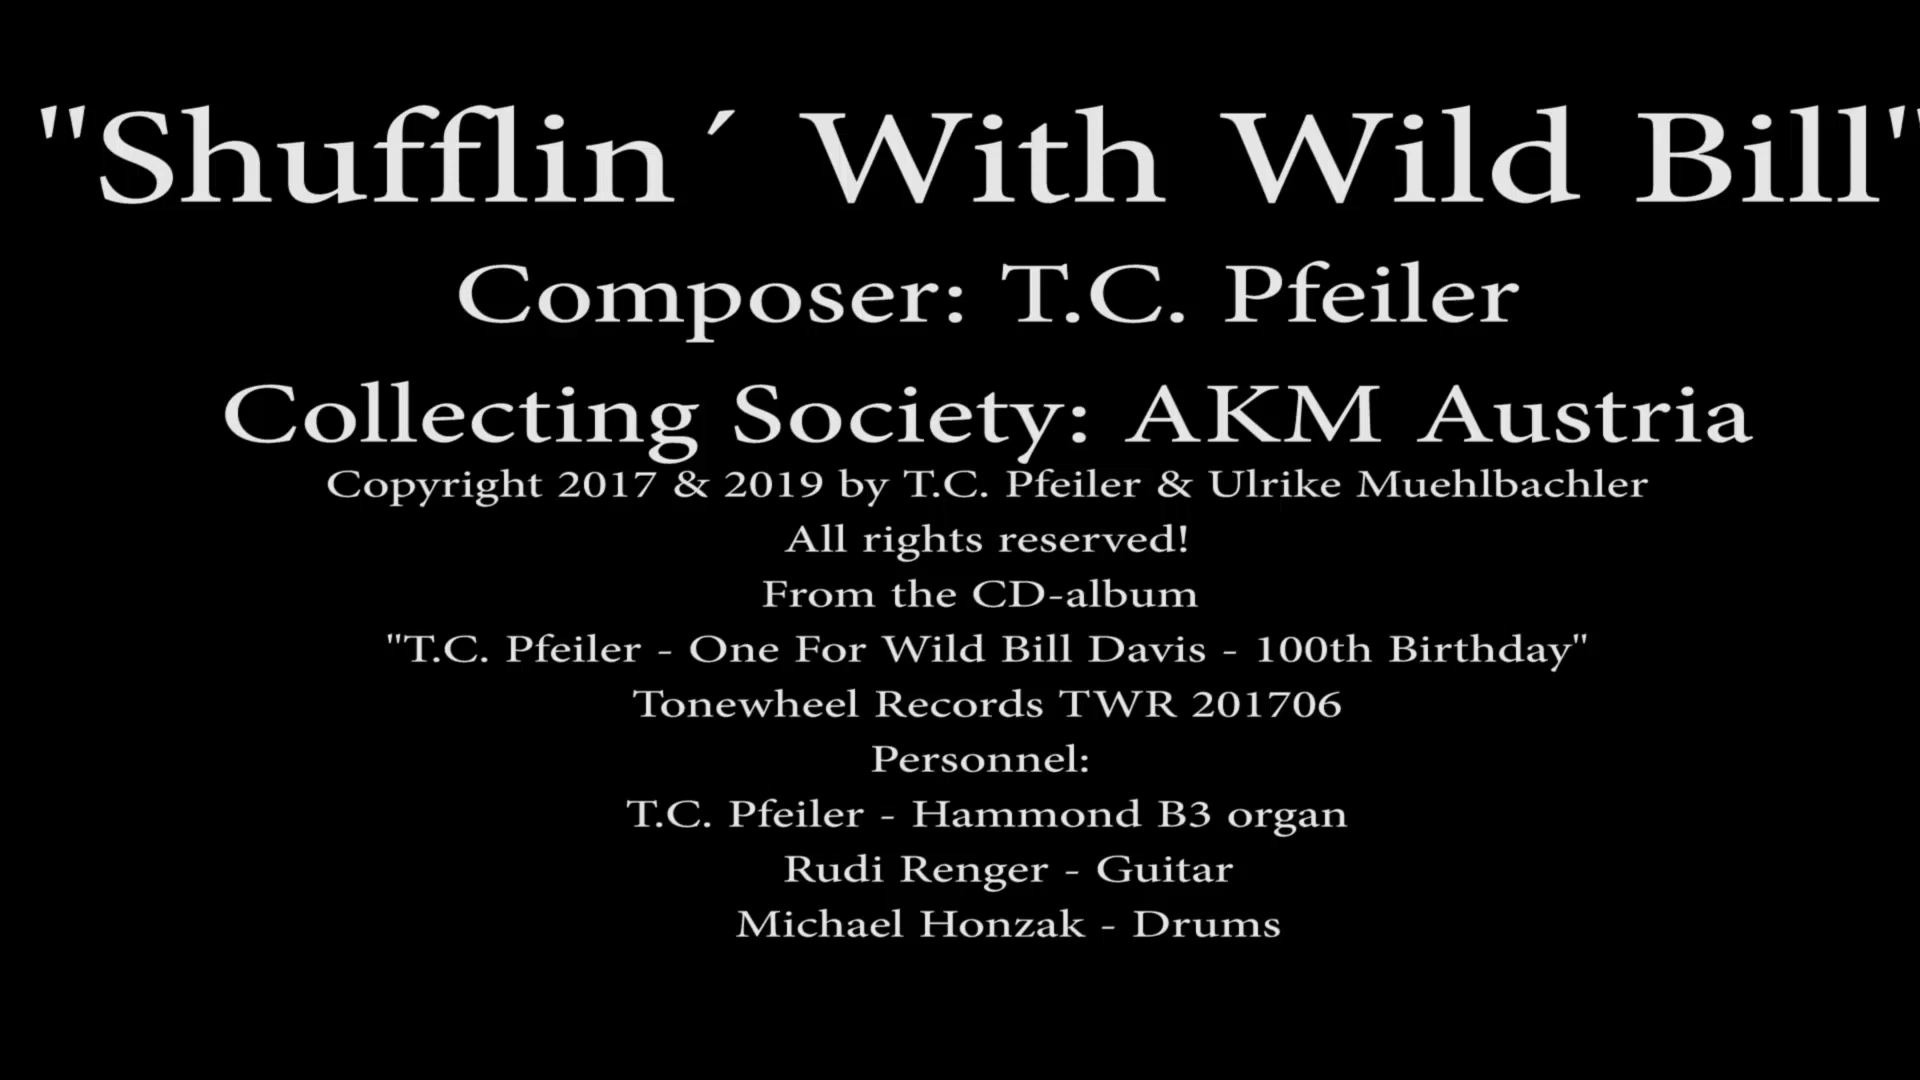 "Shufflin´ With Wild Bill"
Composer: T.C. Pfeiler
Collecting Society: AKM Austria
Copyright 2017 & 2019 by T.C. Pfeiler & Ulrike Muehlbachler
All rights reserved!
From the CD-album
"T.C. Pfeiler - One For Wild Bill Davis - 100th Birthday"
Tonewheel Records TWR 201706
Personnel:
T.C. Pfeiler - Hammond B3 organ
Rudi Renger - Guitar
Michael Honzak - Drums